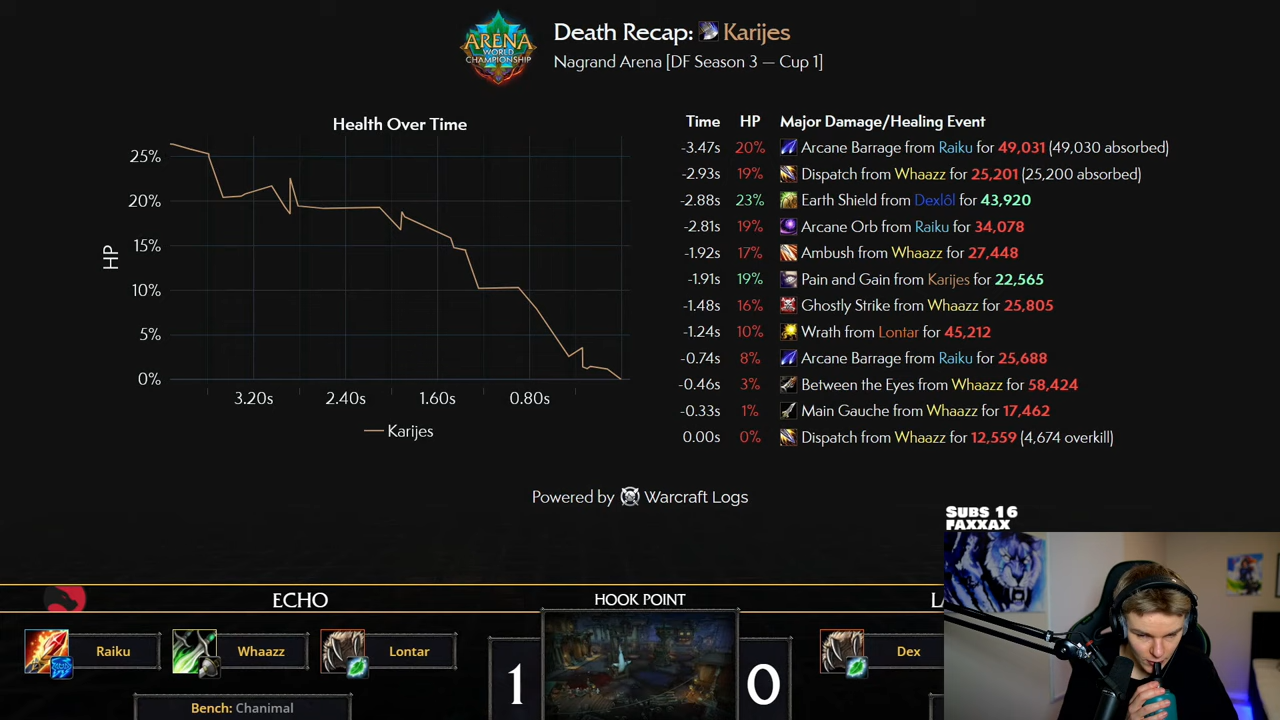 ARENA
WORLD
CHAMPIONSHIP
Death Recap: Karijes
Nagrand Arena [DF Season 3 — Cup 1]
Health Over Time
HP
25%
20%
15%
10%
5%
0%
3.20s 2.40s 1.60s 0.80s
Karijes
Time HP Major Damage/Healing Event
-3.47s 20% Arcane Barrage from Raiku for 49,031 (49,030 absorbed)
-2.93s 19% Dispatch from Whaazz for 25,201 (25,200 absorbed)
-2.88s 23% Earth Shield from Dexlôl for 43,920
-2.81s 19% Arcane Orb from Raiku for 34,078
-1.92s 17% Ambush from Whaazz for 27,448
-1.91s 19% Pain and Gain from Karijes for 22,565
-1.48s 16% Ghostly Strike from Whaazz for 25,805
-1.24s 10% Wrath from Lontar for 45,212
-0.74s 8% Arcane Barrage from Raiku for 25,688
-0.46s 3% Between the Eyes from Whaazz for 58,424
-0.33s 1% Main Gauche from Whaazz for 17,462
0.00s 0% Dispatch from Whaazz for 12,559 (4,674 overkill)
Powered by Warcraft Logs
SUBS 16
FAXXAX
ECHO
HOOK POINT
Raiku Whaazz Lontar
1 0
Dex
Bench: Chanimal